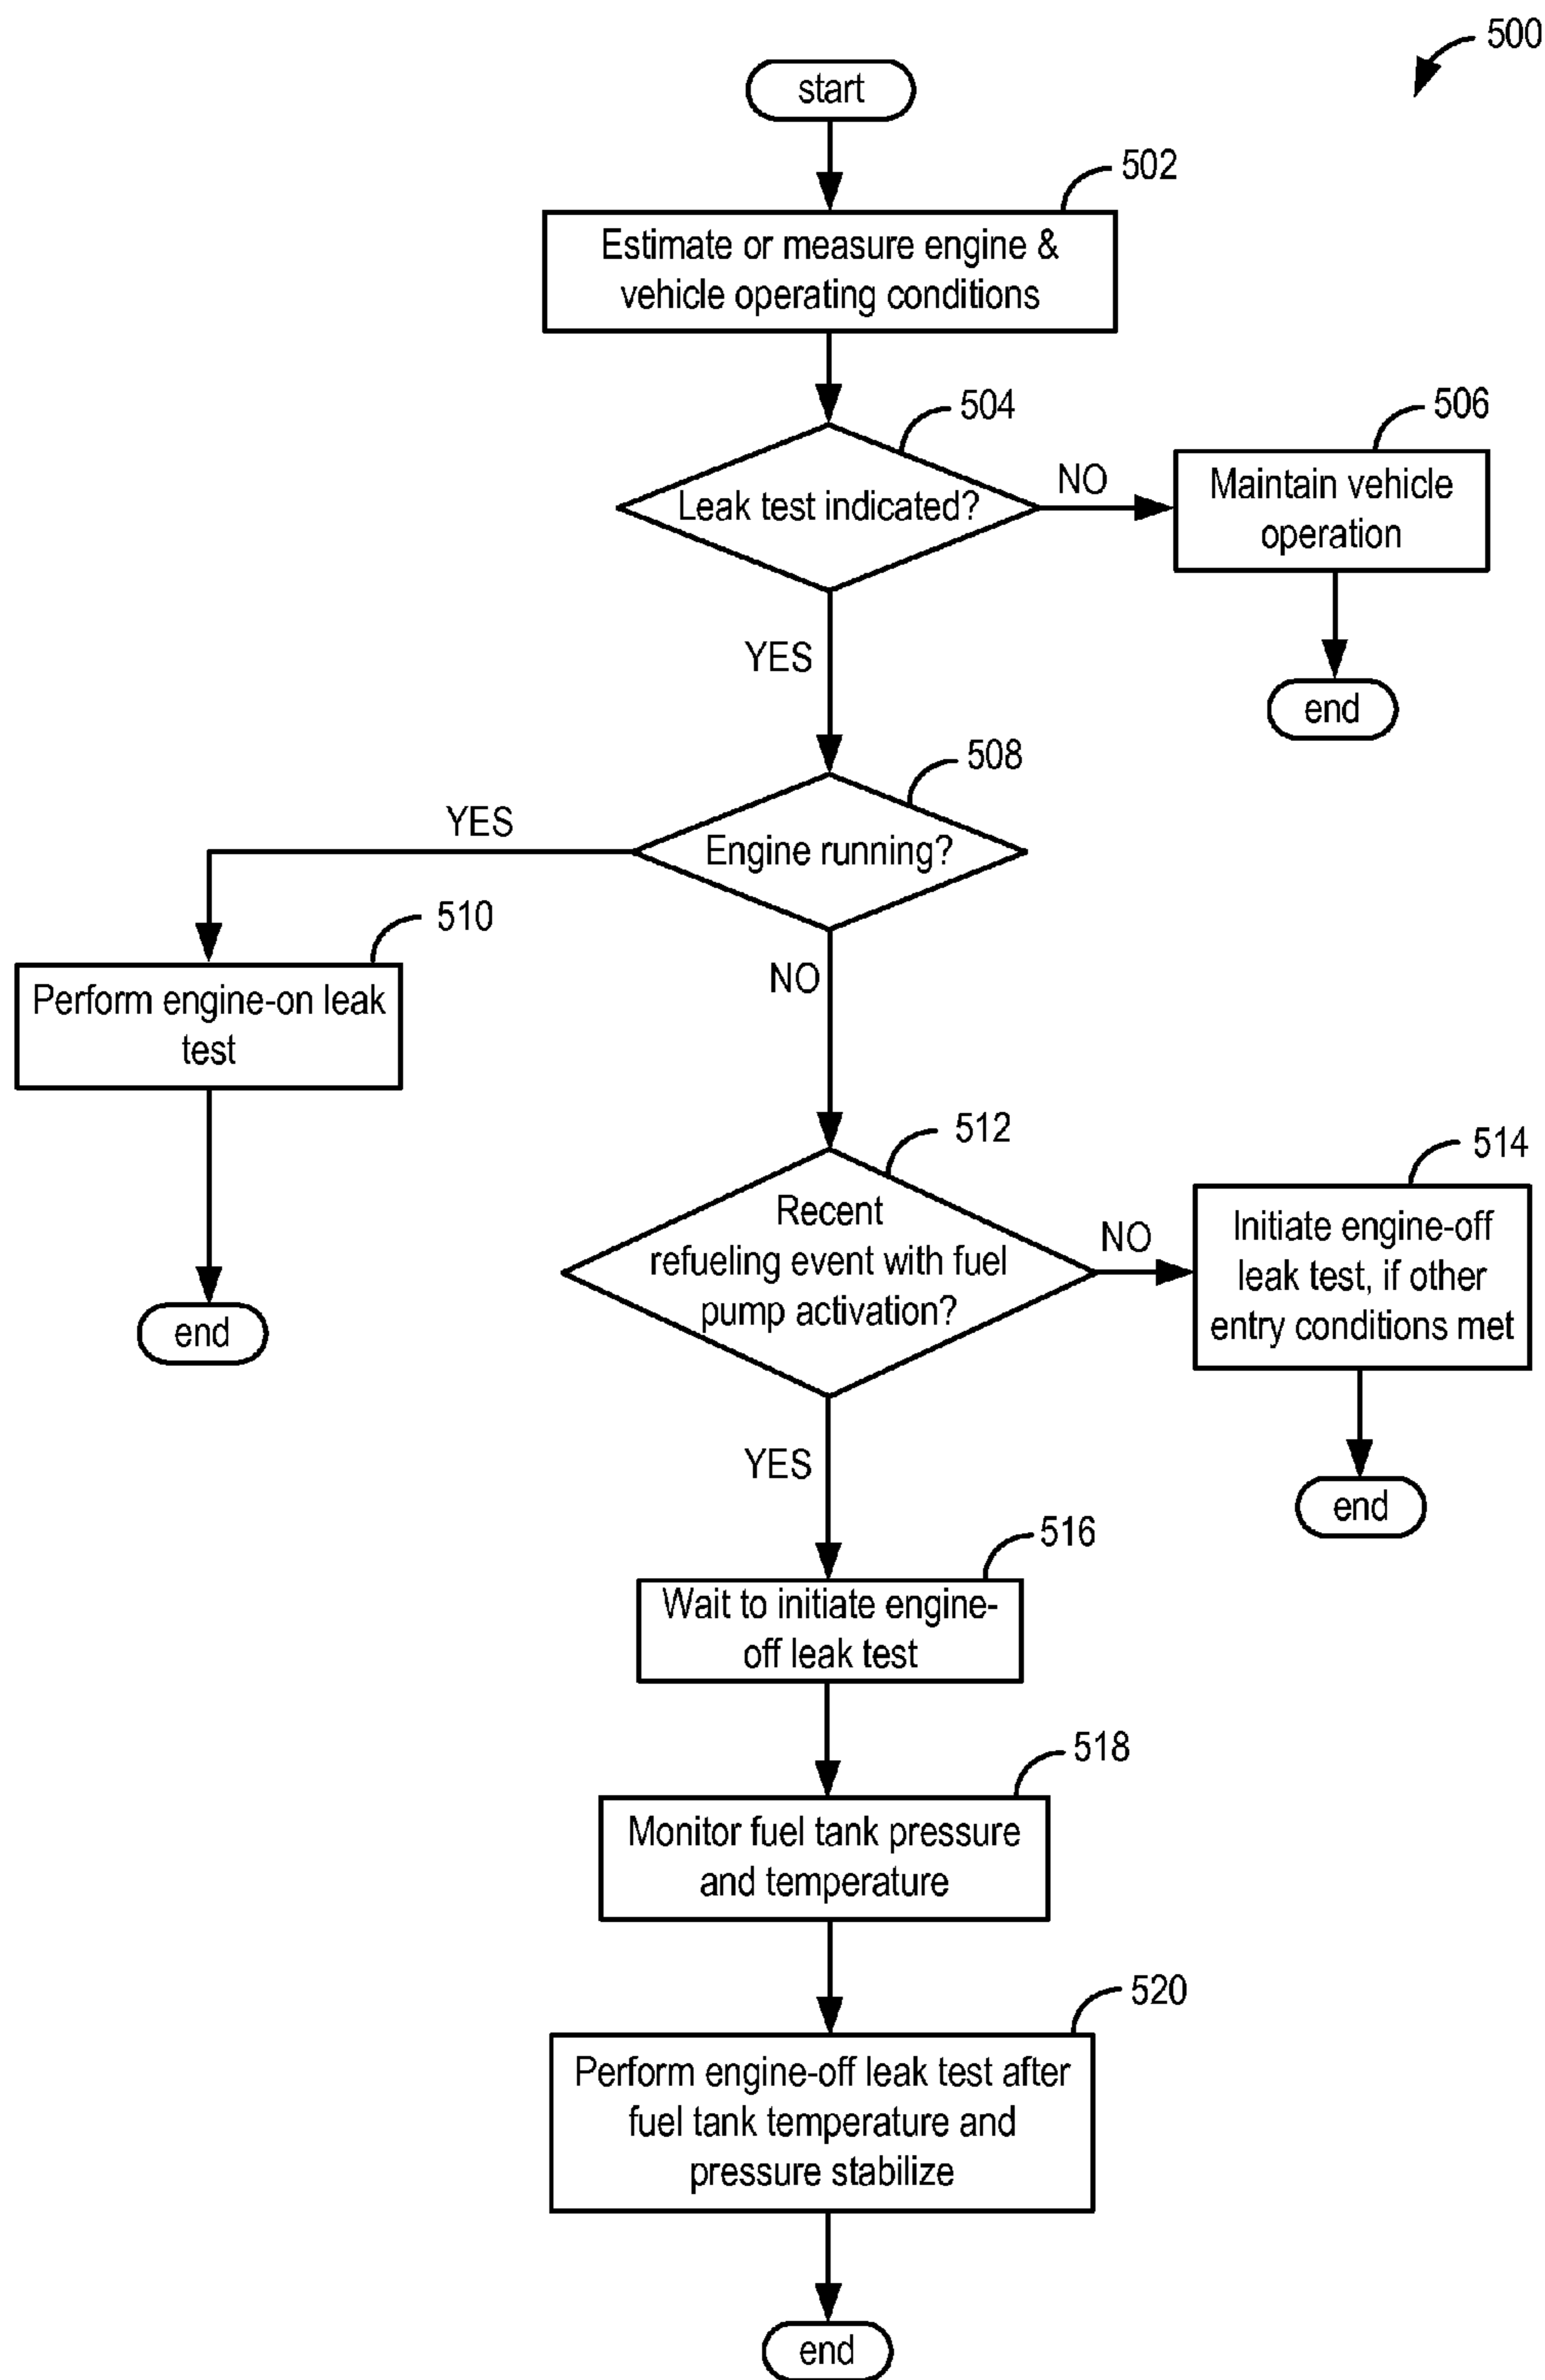 500
start
502
Estimate or measure engine &
vehicle operating conditions
504
Leak test indicated?
NO
506
Maintain vehicle
operation
end
YES
508
Engine running?
YES
510
Perform engine-on leak
test
end
NO
512
Recent
refueling event with fuel
pump activation?
NO
514
Initiate engine-off
leak test, if other
entry conditions met
end
YES
516
Wait to initiate engine-
off leak test
518
Monitor fuel tank pressure
and temperature
520
Perform engine-off leak test after
fuel tank temperature and
pressure stabilize
end